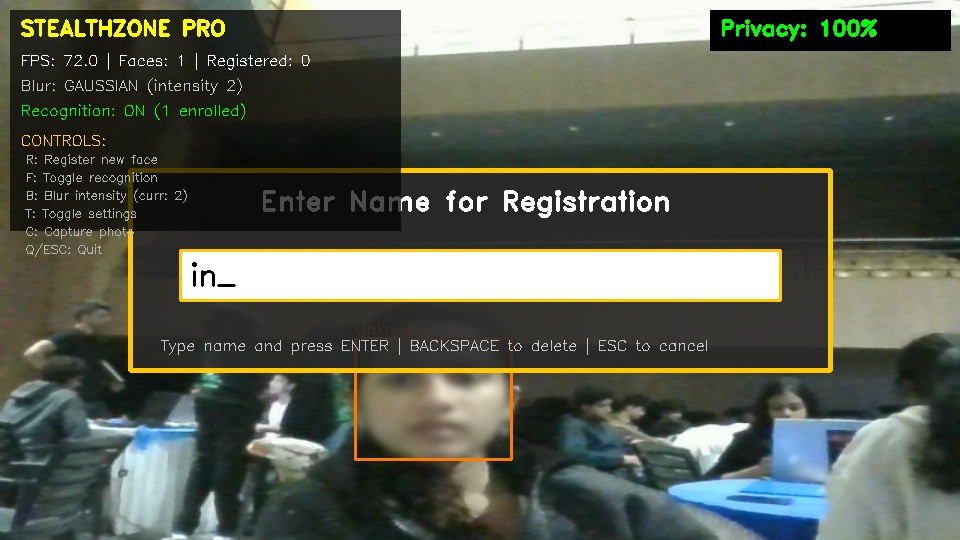 STEALTHZONE PRO
FPS: 72.0 | Faces: 1 | Registered: 0
Blur: GAUSSIAN (intensity 2)
Recognition: ON (1 enrolled)
CONTROLS:
R: Register new face
F: Toggle recognition
B: Blur intensity (curr: 2)
T: Toggle settings
C: Capture photo
Q/ESC: Quit
Privacy: 100%
Enter Name for Registration
in_
Unknown
Type name and press ENTER | BACKSPACE to delete | ESC to cancel